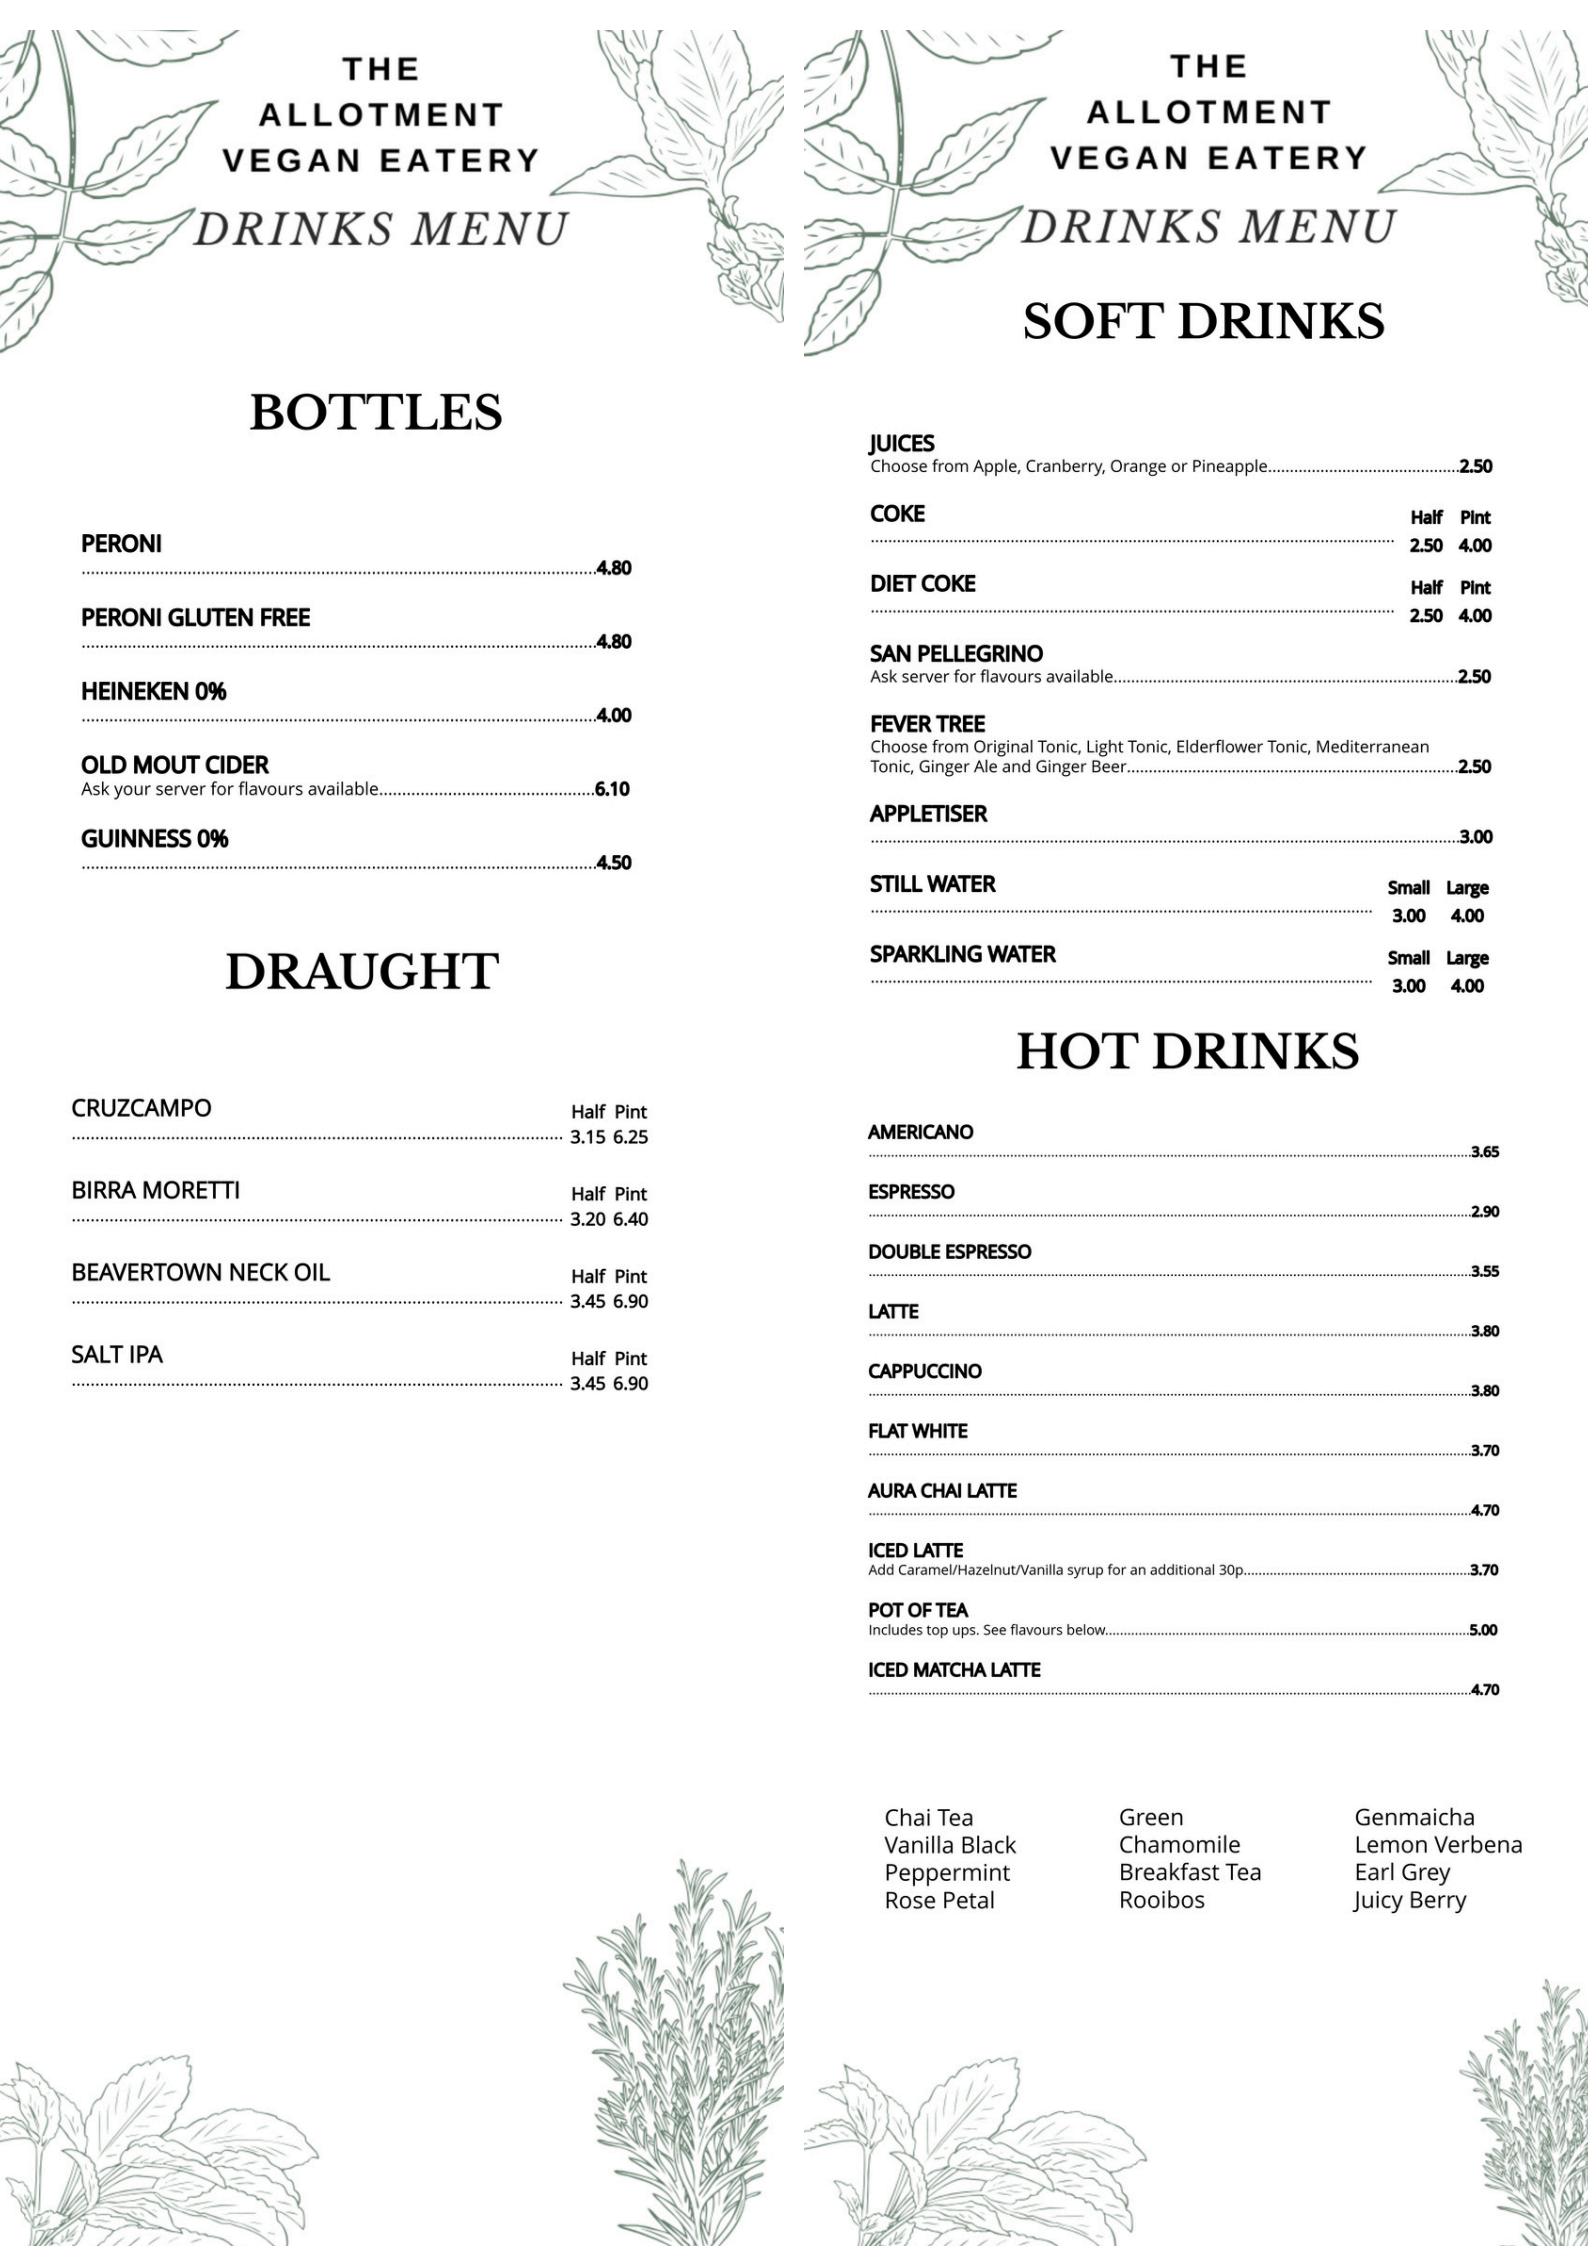 THE
ALLOTMENT
VEGAN EATERY
DRINKS MENU
BOTTLES
PERONI
....................4.80
PERONI GLUTEN FREE
....................4.80
HEINEKEN 0%
....................4.00
OLD MOUT CIDER
Ask your server for flavours available....................6.10
GUINNESS 0%
....................4.50
DRAUGHT
CRUZCAMPO
Half Pint
.................... 3.15 6.25
BIRRA MORETTI
Half Pint
.................... 3.20 6.40
BEAVERTOWN NECK OIL
Half Pint
.................... 3.45 6.90
SALT IPA
Half Pint
.................... 3.45 6.90
THE
ALLOTMENT
VEGAN EATERY
DRINKS MENU
SOFT DRINKS
JUICES
Choose from Apple, Cranberry, Orange or Pineapple....................2.50
COKE
Half Pint
.................... 2.50 4.00
DIET COKE
Half Pint
.................... 2.50 4.00
SAN PELLEGRINO
Ask server for flavours available....................2.50
FEVER TREE
Choose from Original Tonic, Light Tonic, Elderflower Tonic, Mediterranean
Tonic, Ginger Ale and Ginger Beer....................2.50
APPLETISER
....................3.00
STILL WATER
Small Large
.................... 3.00 4.00
SPARKLING WATER
Small Large
.................... 3.00 4.00
HOT DRINKS
AMERICANO
....................3.65
ESPRESSO
....................2.90
DOUBLE ESPRESSO
....................3.55
LATTE
....................3.80
CAPPUCCINO
....................3.80
FLAT WHITE
....................3.70
AURA CHAI LATTE
....................4.70
ICED LATTE
Add Caramel/Hazelnut/Vanilla syrup for an additional 30p....................3.70
POT OF TEA
Includes top ups. See flavours below....................5.00
ICED MATCHA LATTE
....................4.70
Chai Tea
Vanilla Black
Peppermint
Rose Petal
Green
Chamomile
Breakfast Tea
Rooibos
Genmaicha
Lemon Verbena
Earl Grey
Juicy Berry